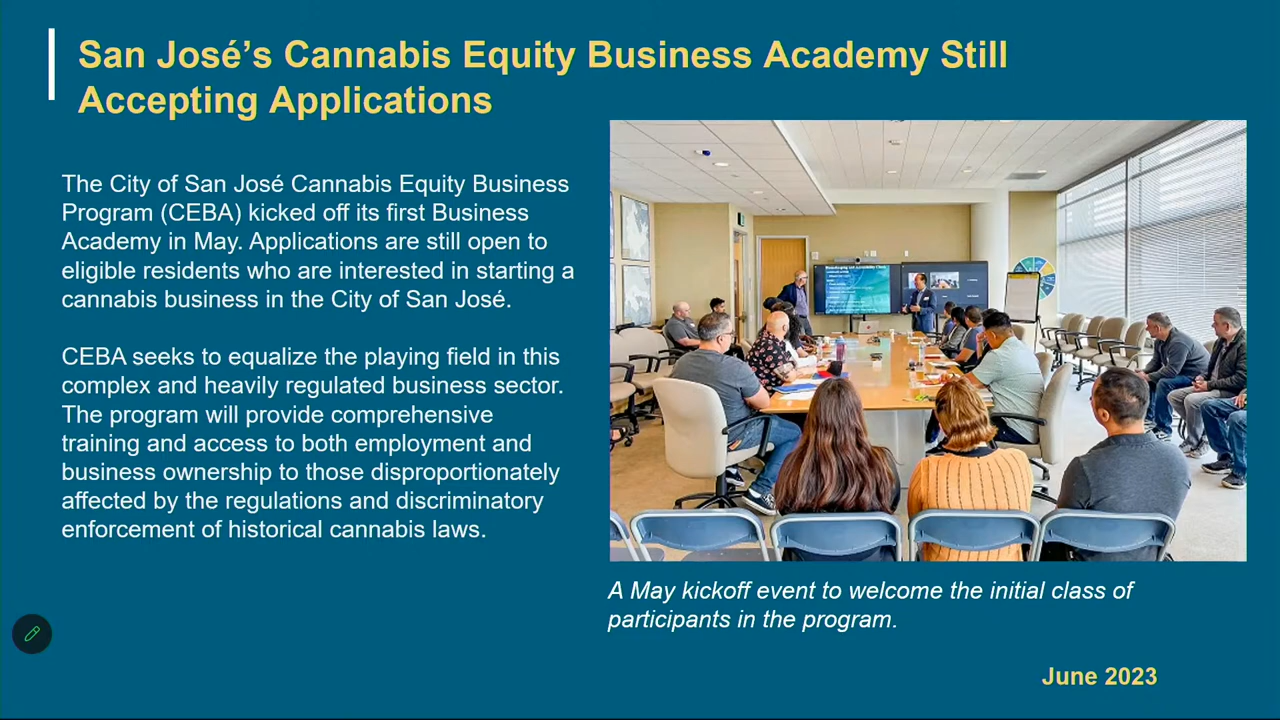 San José’s Cannabis Equity Business Academy Still
Accepting Applications
The City of San José Cannabis Equity Business
Program (CEBA) kicked off its first Business
Academy in May. Applications are still open to
eligible residents who are interested in starting a
cannabis business in the City of San José.
CEBA seeks to equalize the playing field in this
complex and heavily regulated business sector.
The program will provide comprehensive
training and access to both employment and
business ownership to those disproportionately
affected by the regulations and discriminatory
enforcement of historical cannabis laws.
A May kickoff event to welcome the initial class of
participants in the program.
June 2023